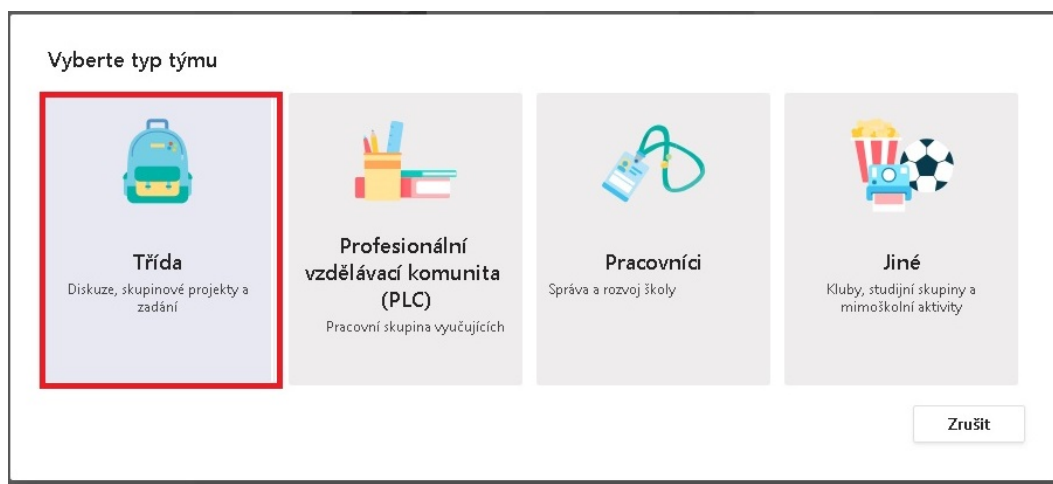 Vyberte typ týmu
Třída
Diskuze, skupinové projekty a
zadání
Profesionální
vzdělávací komunita
(PLC)
Pracovní skupina vyučujících
Pracovníci
Správa a rozvoj školy
Jiné
Kluby, studijní skupiny a
mimoškolní aktivity
Zrušit